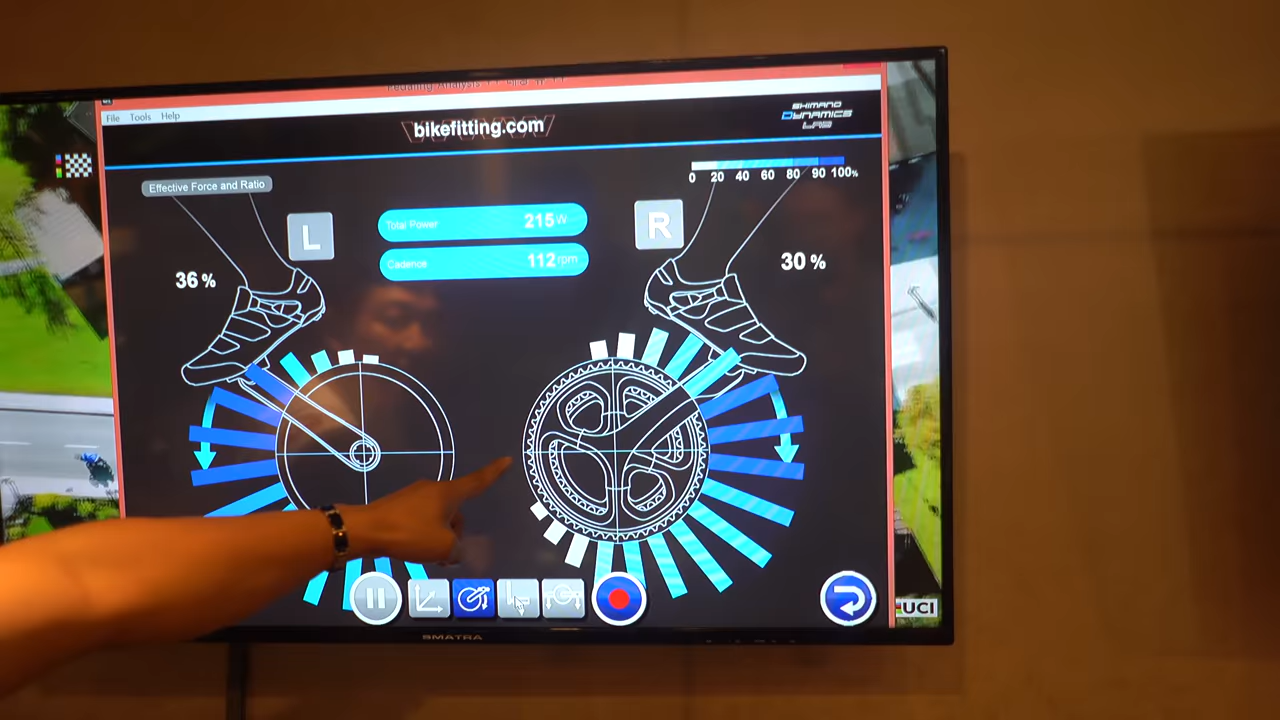 File Tools Help
bikefitting.com
SHIMANO
DYNAMICS
LAB
Effective Force and Ratio
0 20 40 60 80 90 100%
L
Total Power 215 W
R
Cadence 112 rpm
36 %
30 %
UCI
SMATRA